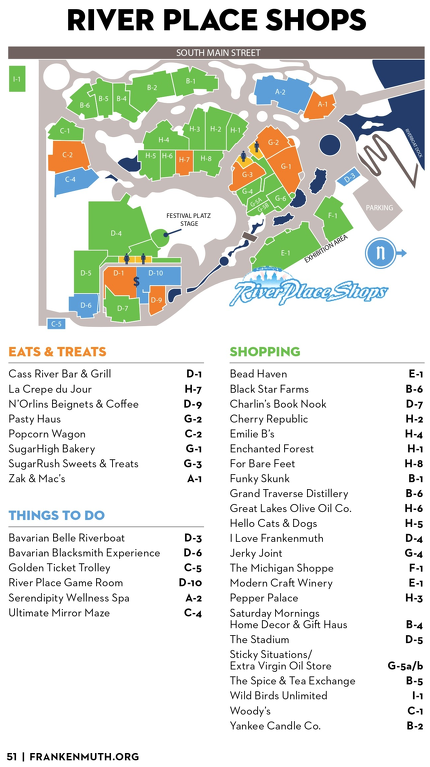 RIVER PLACE SHOPS
SOUTH MAIN STREET
I-1
B-6
B-5
B-4
B-2
B-1
A-2
A-1
C-1
C-2
C-4
H-4
H-3
H-2
H-1
H-5
H-6
H-7
H-8
G-2
G-1
G-3
G-4
G-5A
G-5B
G-6
RIVERBOAT DOCK
D-3
PARKING
F-1
EXHIBITION AREA
E-1
FESTIVAL PLATZ
STAGE
D-4
D-5
D-1
$
D-10
D-6
D-7
D-9
C-5
n
RiverPlaceShops
EATS & TREATS
Cass River Bar & Grill D-1
La Crepe du Jour H-7
N'Orlins Beignets & Coffee D-9
Pasty Haus G-2
Popcorn Wagon C-2
SugarHigh Bakery G-1
SugarRush Sweets & Treats G-3
Zak & Mac's A-1
THINGS TO DO
Bavarian Belle Riverboat D-3
Bavarian Blacksmith Experience D-6
Golden Ticket Trolley C-5
River Place Game Room D-10
Serendipity Wellness Spa A-2
Ultimate Mirror Maze C-4
SHOPPING
Bead Haven E-1
Black Star Farms B-6
Charlin's Book Nook D-7
Cherry Republic H-2
Emilie B's H-4
Enchanted Forest H-1
For Bare Feet H-8
Funky Skunk B-1
Grand Traverse Distillery B-6
Great Lakes Olive Oil Co. H-6
Hello Cats & Dogs H-5
I Love Frankenmuth D-4
Jerky Joint G-4
The Michigan Shoppe F-1
Modern Craft Winery E-1
Pepper Palace H-3
Saturday Mornings
Home Decor & Gift Haus B-4
The Stadium D-5
Sticky Situations/
Extra Virgin Oil Store G-5a/b
The Spice & Tea Exchange B-5
Wild Birds Unlimited I-1
Woody's C-1
Yankee Candle Co. B-2
51 | FRANKENMUTH.ORG